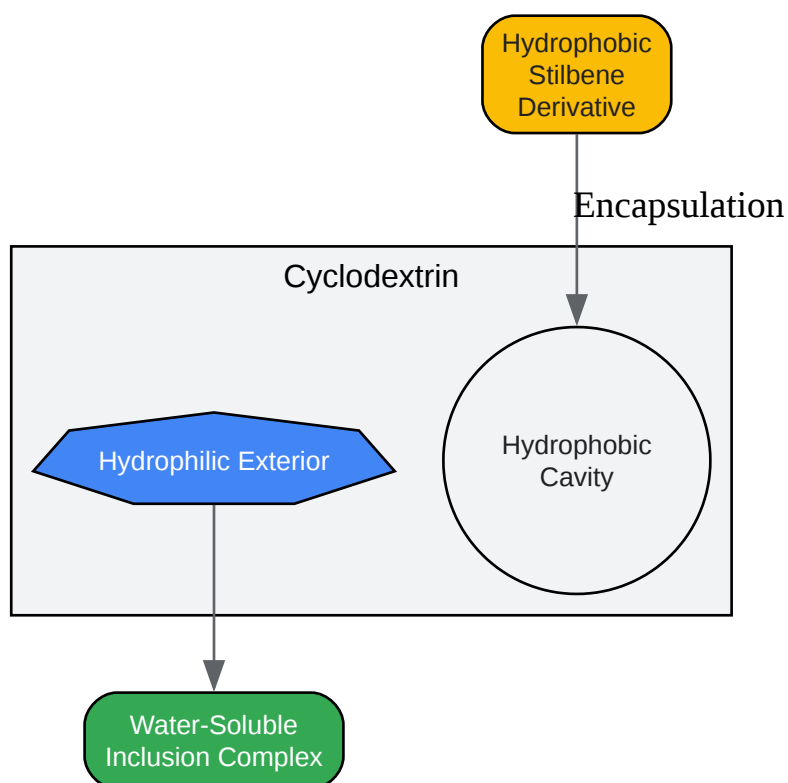 Hydrophobic
Stilbene
Derivative
Encapsulation
Cyclodextrin
Hydrophilic Exterior
Hydrophobic
Cavity
Water-Soluble
Inclusion Complex